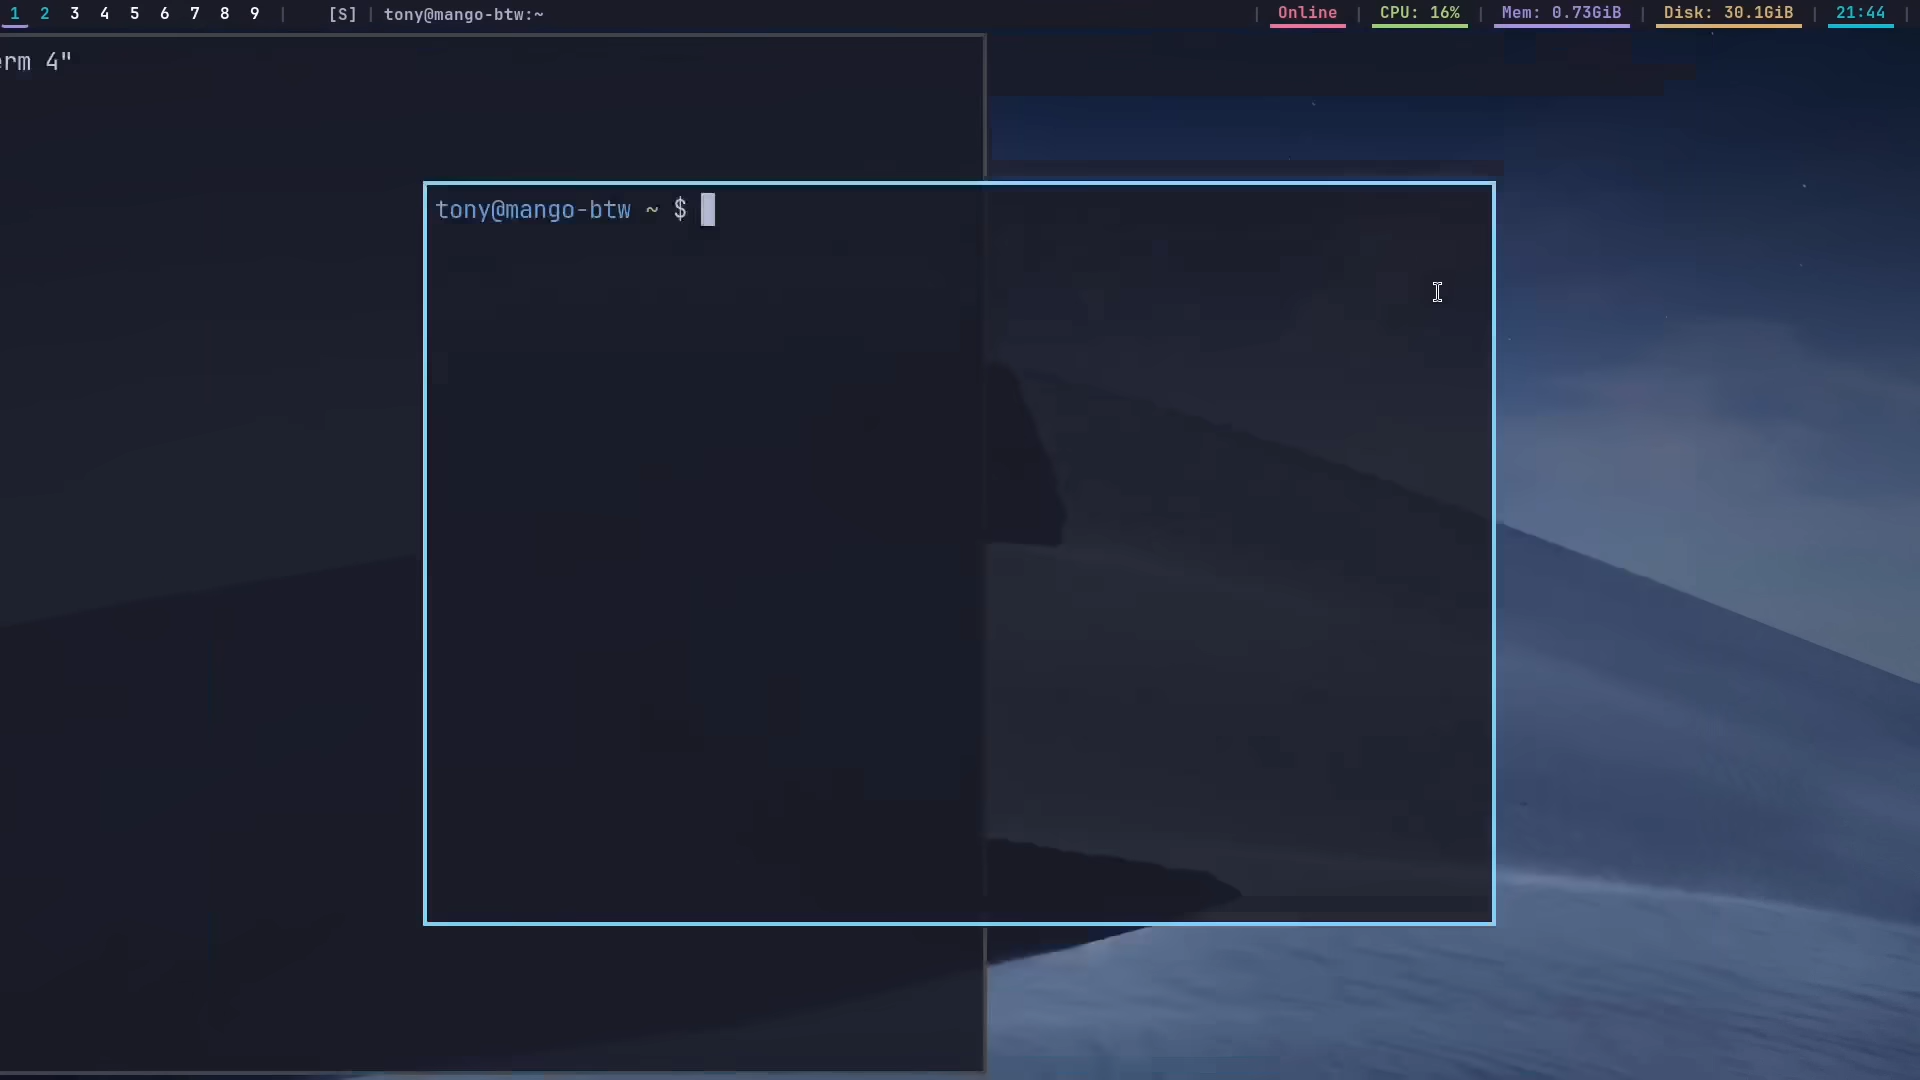 1 2 3 4 5 6 7 8 9 | [S] | tony@mango-btw:~ | Online | CPU: 16% | Mem: 0.73GiB | Disk: 30.1GiB | 21:44 |
erm 4"
tony@mango-btw ~ $